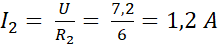 I₂ = U/R₂ = 7,2/6 = 1,2 A